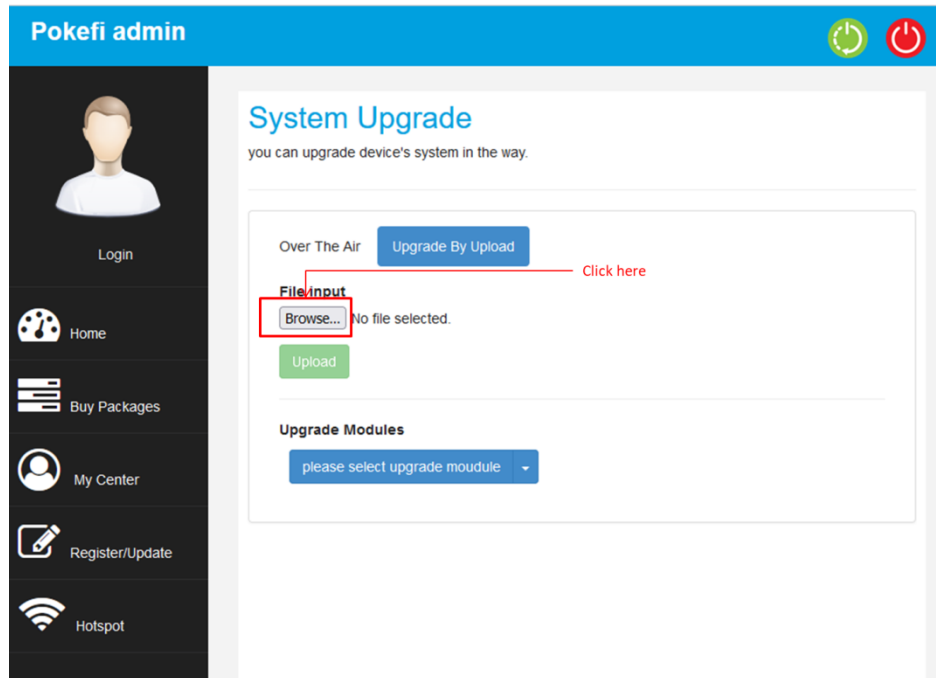 Pokefi admin
System Upgrade
you can upgrade device's system in the way.
Login
Over The Air
Upgrade By Upload
Click here
File input
Browse... No file selected.
Home
Upload
Buy Packages
Upgrade Modules
please select upgrade moudule
My Center
Register/Update
Hotspot